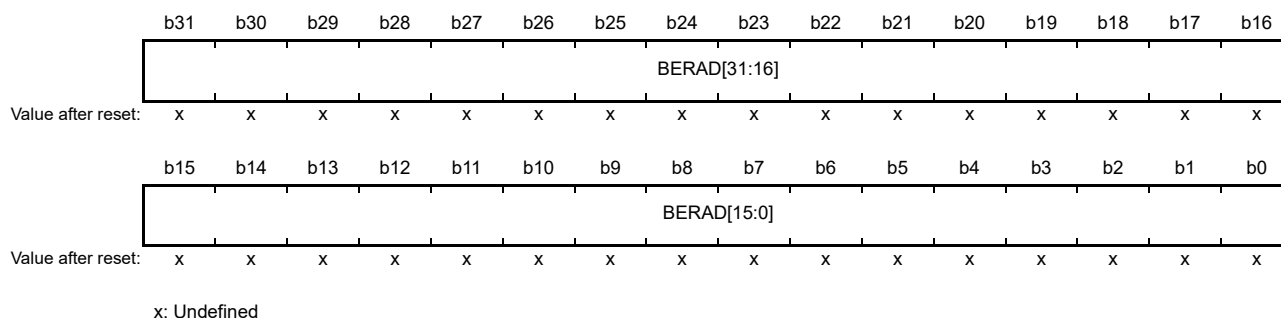 b31 b30 b29 b28 b27 b26 b25 b24 b23 b22 b21 b20 b19 b18 b17 b16
BERAD[31:16]
Value after reset: x x x x x x x x x x x x x x x x
b15 b14 b13 b12 b11 b10 b9 b8 b7 b6 b5 b4 b3 b2 b1 b0
BERAD[15:0]
Value after reset: x x x x x x x x x x x x x x x x
x: Undefined